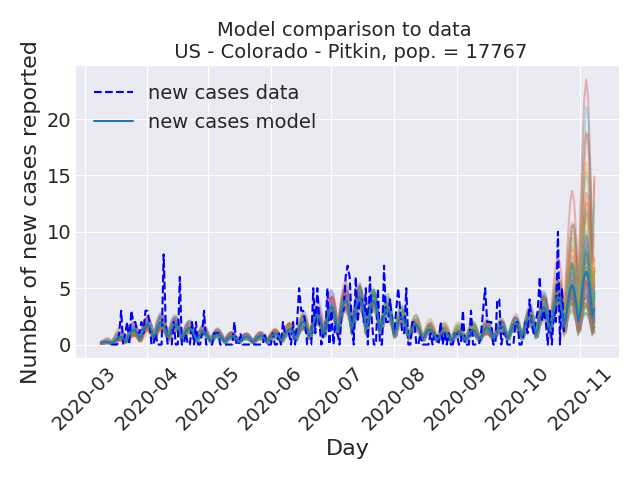 Model comparison to data
US - Colorado - Pitkin, pop. = 17767
Number of new cases reported
new cases data
new cases model
20
15
10
5
0
2020-03
2020-04
2020-05
2020-06
2020-07
2020-08
2020-09
2020-10
2020-11
Day